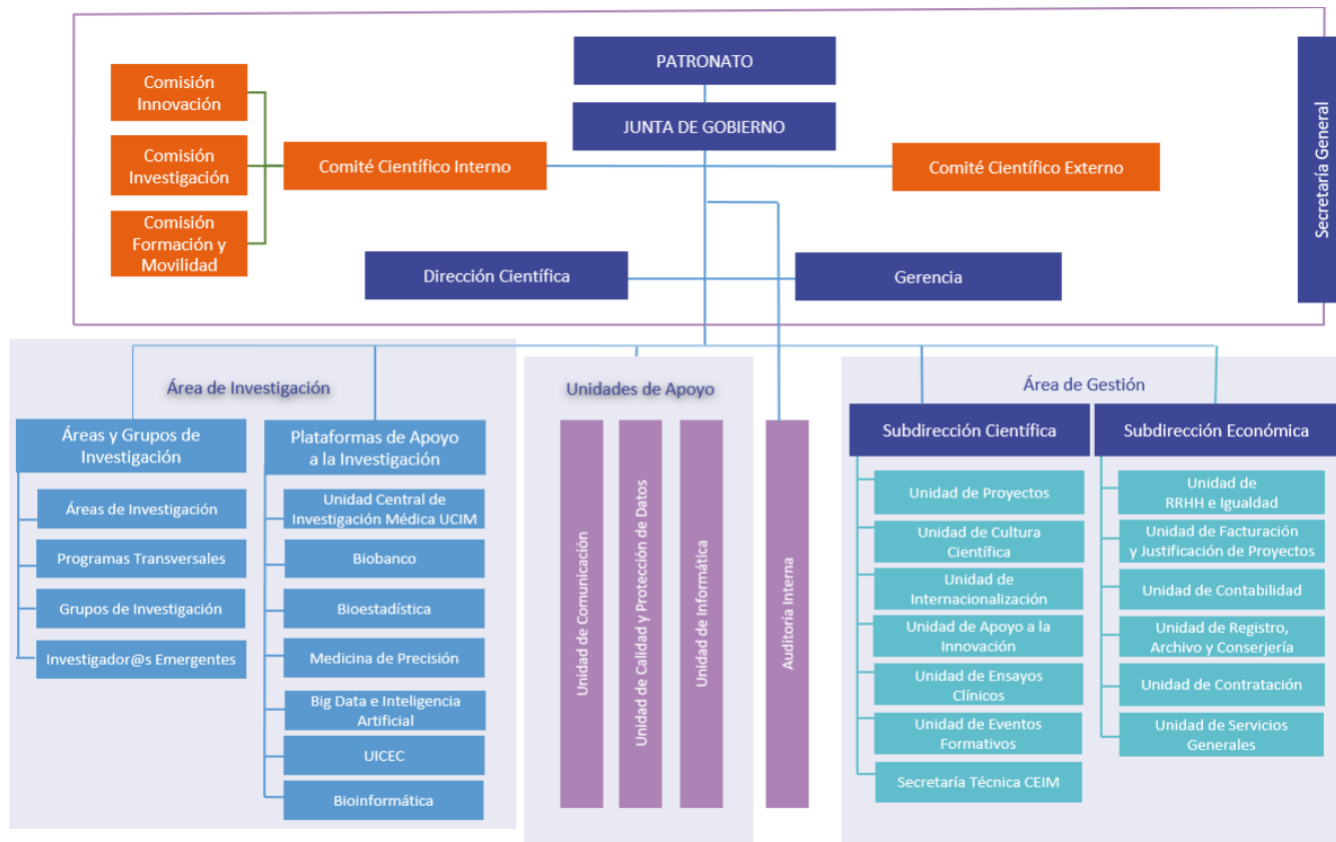 PATRONATO
JUNTA DE GOBIERNO
Secretaría General
Comisión
Innovación
Comisión
Investigación
Comisión
Formación y
Movilidad
Comité Científico Interno
Comité Científico Externo
Dirección Científica
Gerencia
Área de Investigación
Áreas y Grupos de
Investigación
Áreas de Investigación
Programas Transversales
Grupos de Investigación
Investigador@s Emergentes
Plataformas de Apoyo
a la Investigación
Unidad Central de
Investigación Médica UCIM
Biobanco
Bioestadística
Medicina de Precisión
Big Data e Inteligencia
Artificial
UICEC
Bioinformática
Unidades de Apoyo
Unidad de Comunicación
Unidad de Calidad y Protección de Datos
Unidad de Informática
Auditoría Interna
Área de Gestión
Subdirección Científica
Unidad de Proyectos
Unidad de Cultura
Científica
Unidad de
Internacionalización
Unidad de Apoyo a la
Innovación
Unidad de Ensayos
Clínicos
Unidad de Eventos
Formativos
Secretaría Técnica CEIM
Subdirección Económica
Unidad de
RRHH e Igualdad
Unidad de Facturación
y Justificación de Proyectos
Unidad de Contabilidad
Unidad de Registro,
Archivo y Conserjería
Unidad de Contratación
Unidad de Servicios
Generales